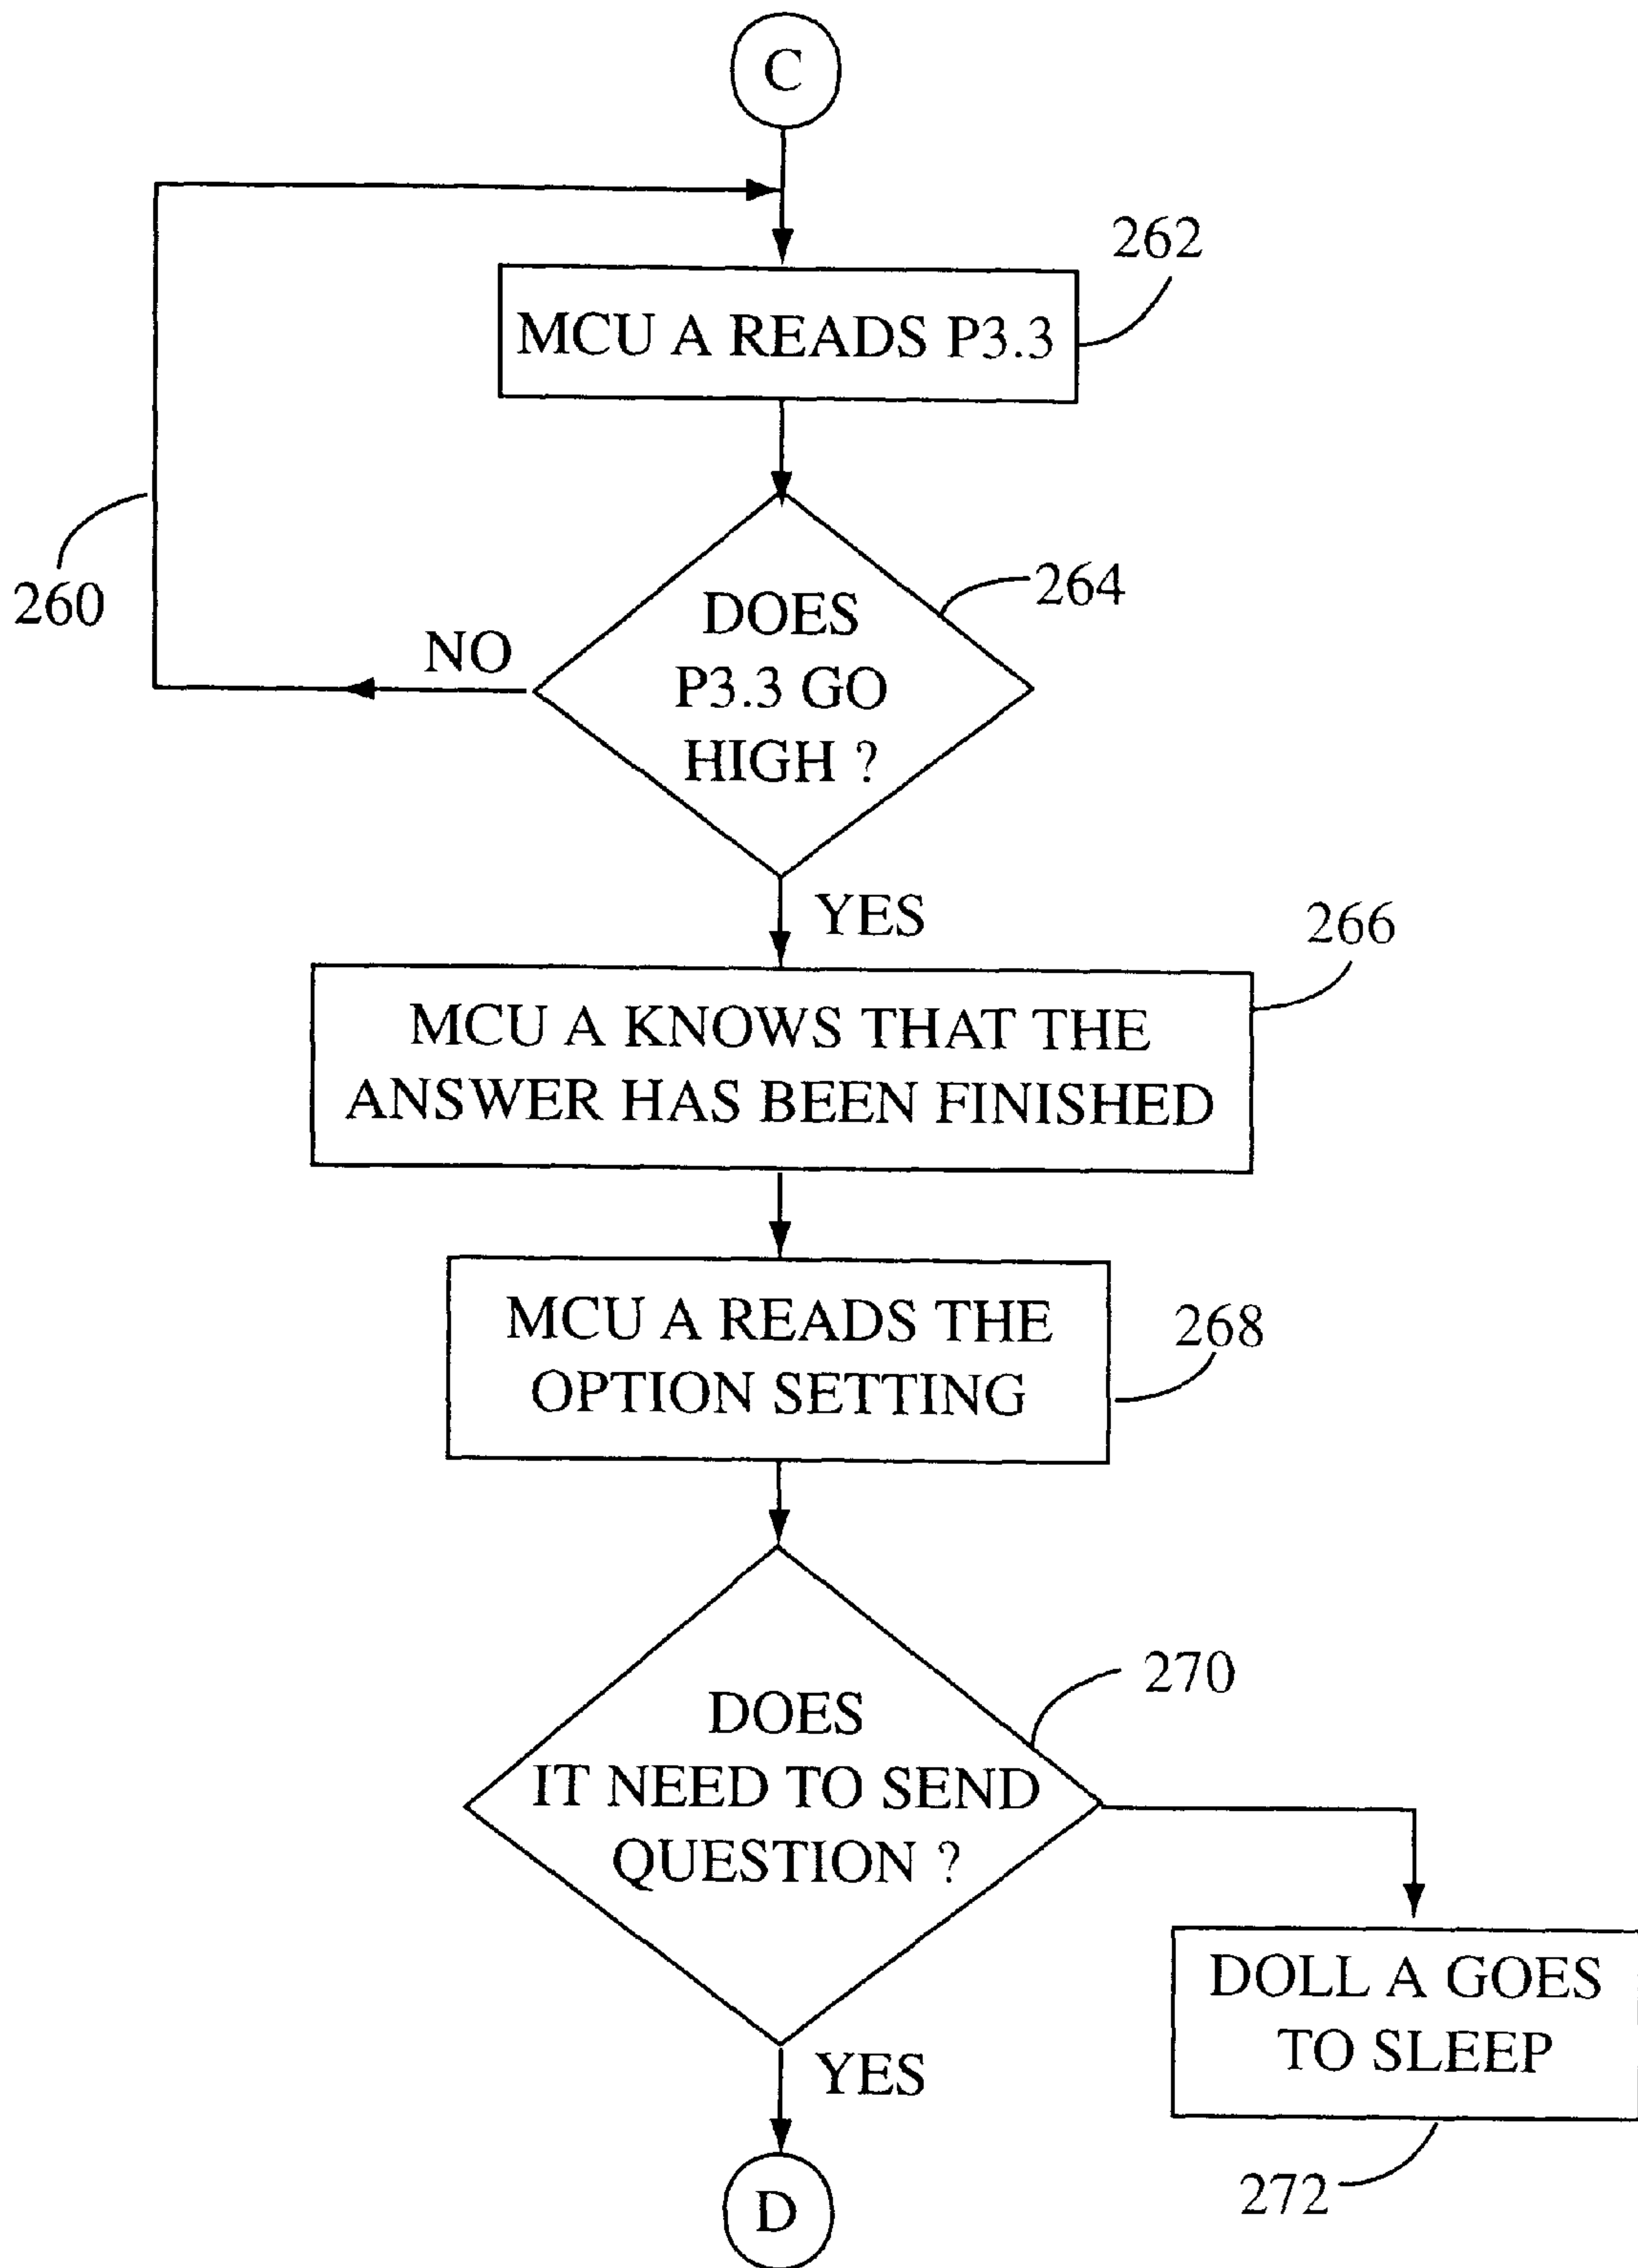 C
262
MCU A READS P3.3
264
DOES
P3.3 GO
HIGH ?
260
NO
YES
266
MCU A KNOWS THAT THE
ANSWER HAS BEEN FINISHED
MCU A READS THE
OPTION SETTING
268
270
DOES
IT NEED TO SEND
QUESTION ?
DOLL A GOES
TO SLEEP
YES
272
D